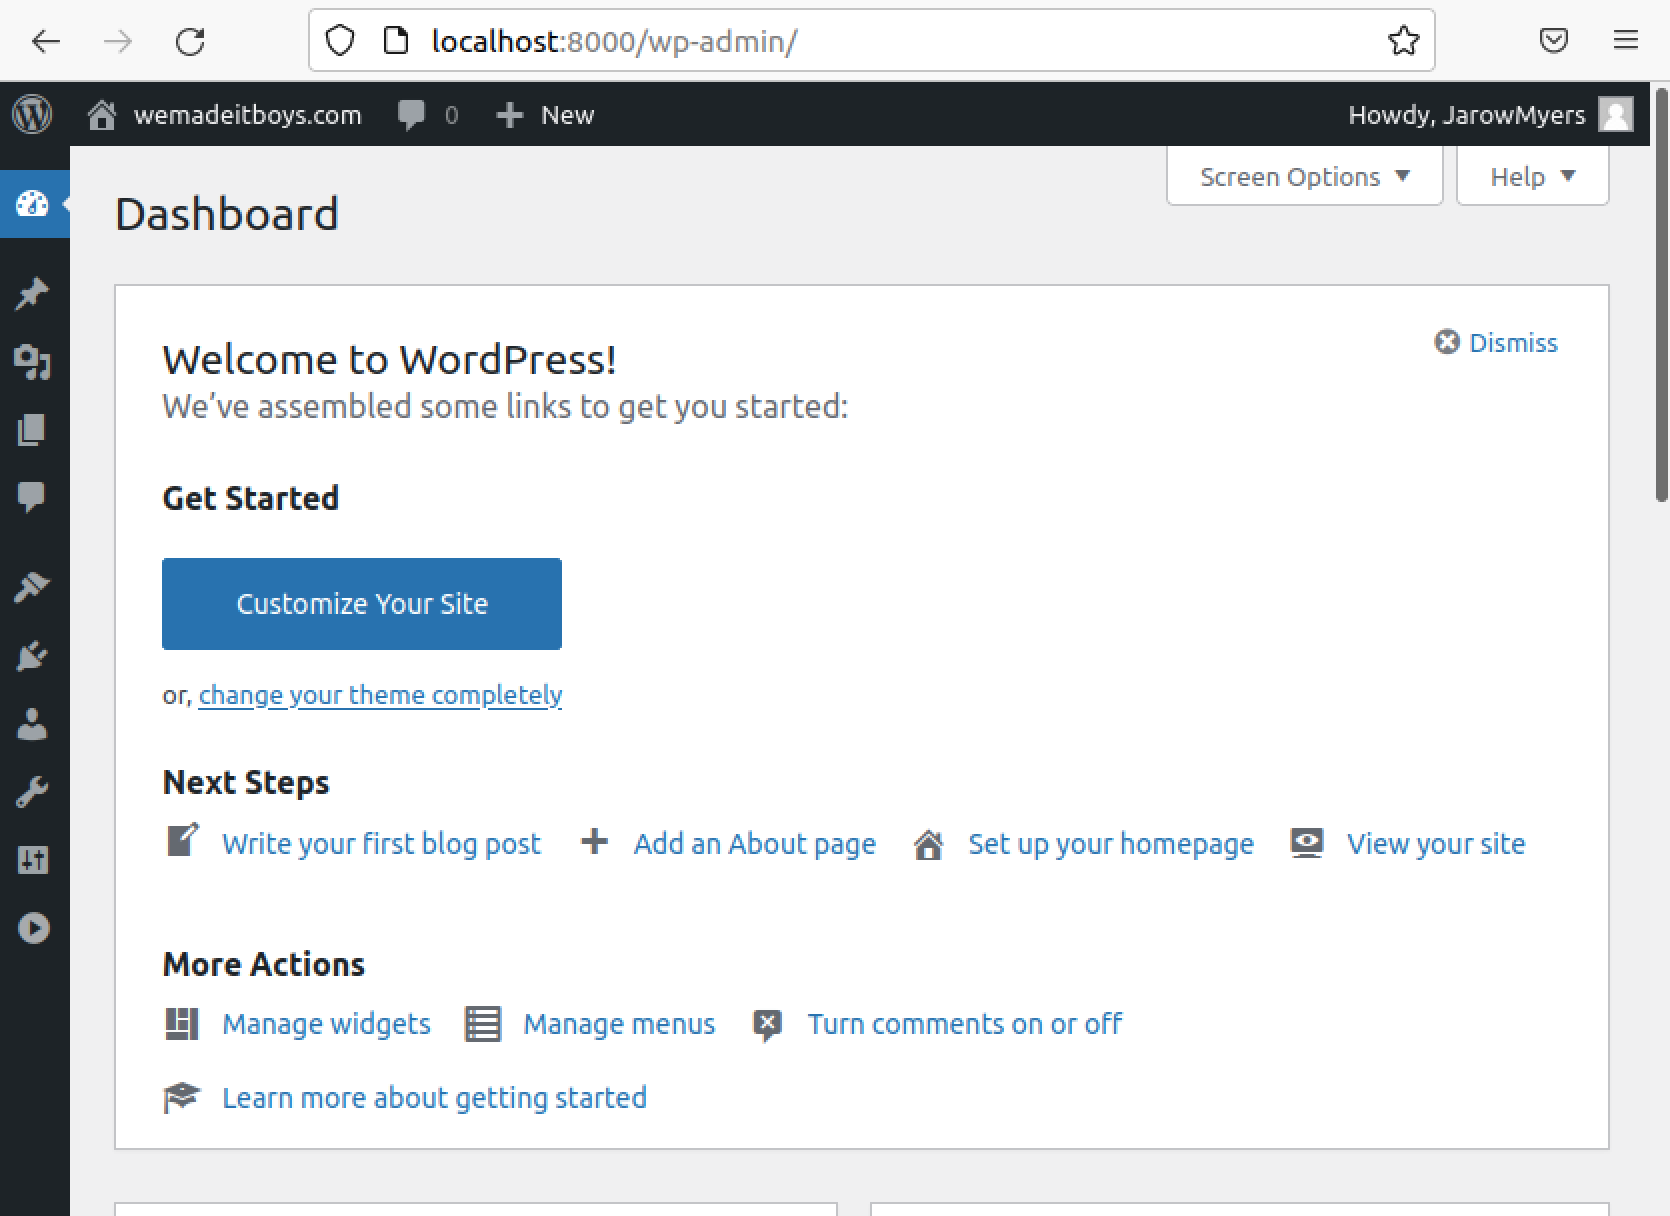 localhost:8000/wp-admin/
wemadeitboys.com 0 New Howdy, JarowMyers
Screen Options Help
Dashboard
Welcome to WordPress!
Dismiss
We’ve assembled some links to get you started:
Get Started
Customize Your Site
or, change your theme completely
Next Steps
Write your first blog post Add an About page Set up your homepage View your site
More Actions
Manage widgets Manage menus Turn comments on or off
Learn more about getting started